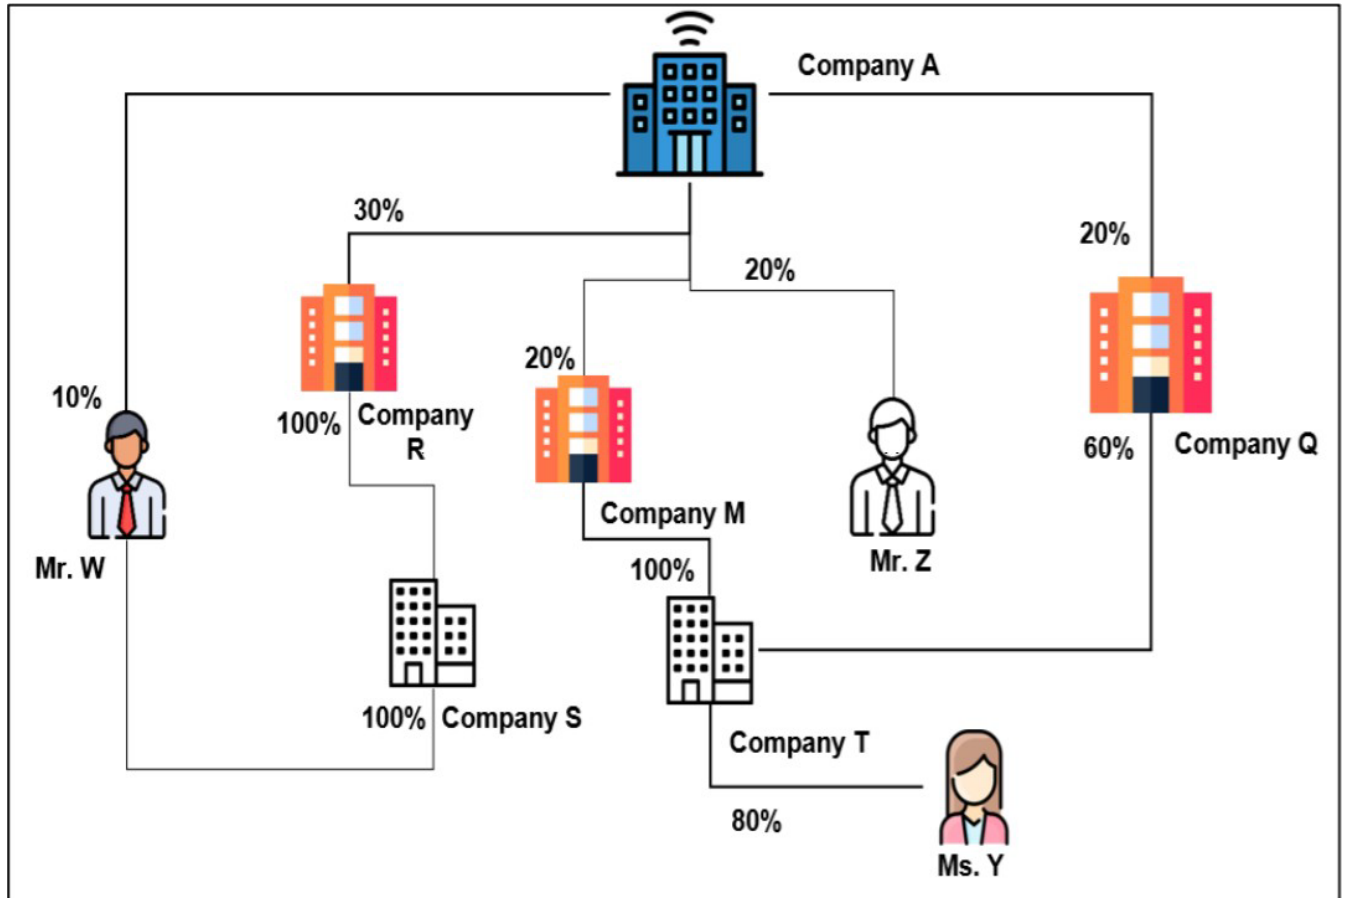 Company A
30%
20%
20%
20%
10%
100%
Company
R
60%
Company Q
Company M
Mr. W
Mr. Z
100%
100%
Company S
Company T
80%
Ms. Y